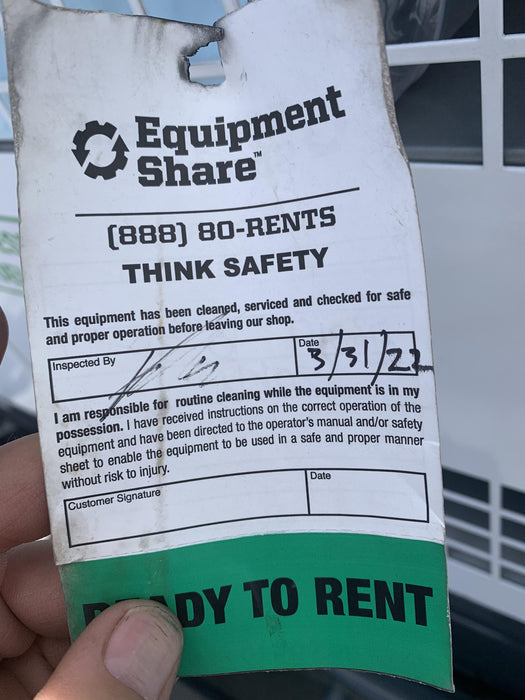 Equipment
Share™
(888) 80-RENTS
THINK SAFETY
This equipment has been cleaned, serviced and checked for safe
and proper operation before leaving our shop.
Inspected By
Date
3/31/22
I am responsible for routine cleaning while the equipment is in my
possession. I have received instructions on the correct operation of the
equipment and have been directed to the operator's manual and/or safety
sheet to enable the equipment to be used in a safe and proper manner
without risk to injury.
Customer Signature
Date
READY TO RENT